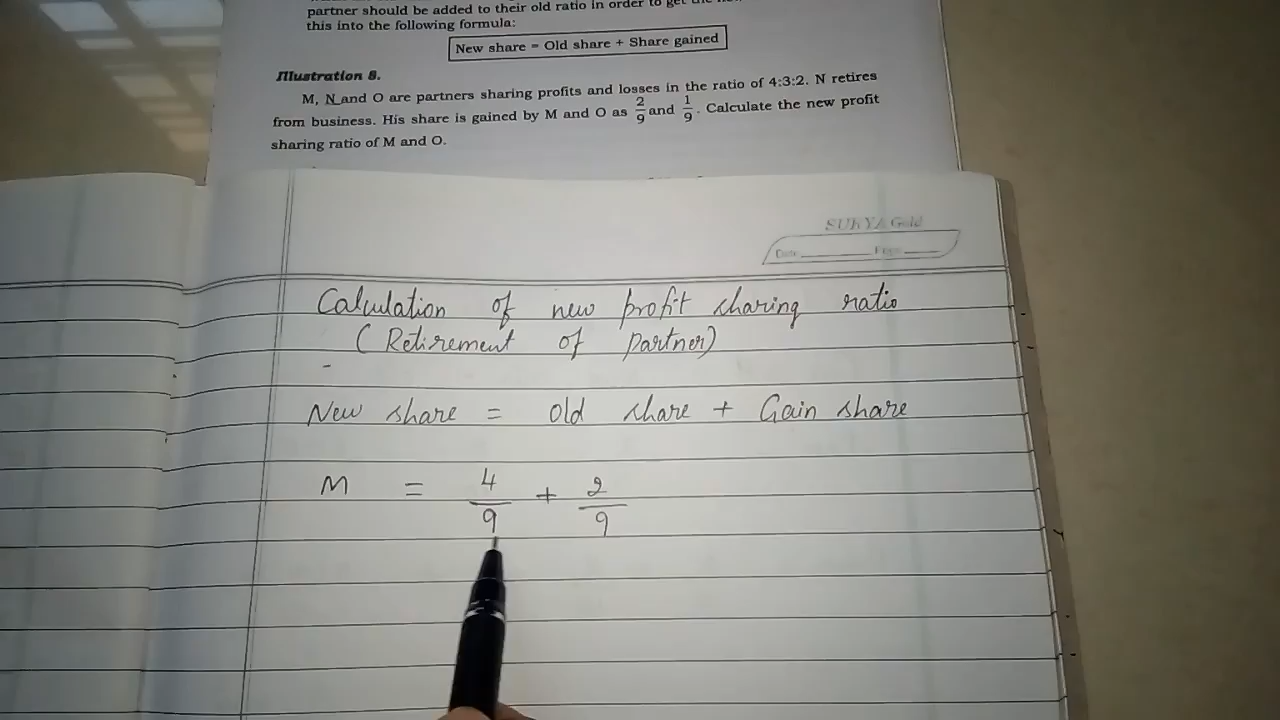 partner should be added to their old ratio in order to get the
this into the following formula:
New share = Old share + Share gained
Illustration 8.
M, N and O are partners sharing profits and losses in the ratio of 4:3:2. N retires
from business. His share is gained by M and O as 2/9 and 1/9. Calculate the new profit
sharing ratio of M and O.
SURYA Gold
Date Page
Calculation of new profit sharing ratio
(Retirement of partner)
New share = Old share + Gain share
M = 4/9 + 2/9